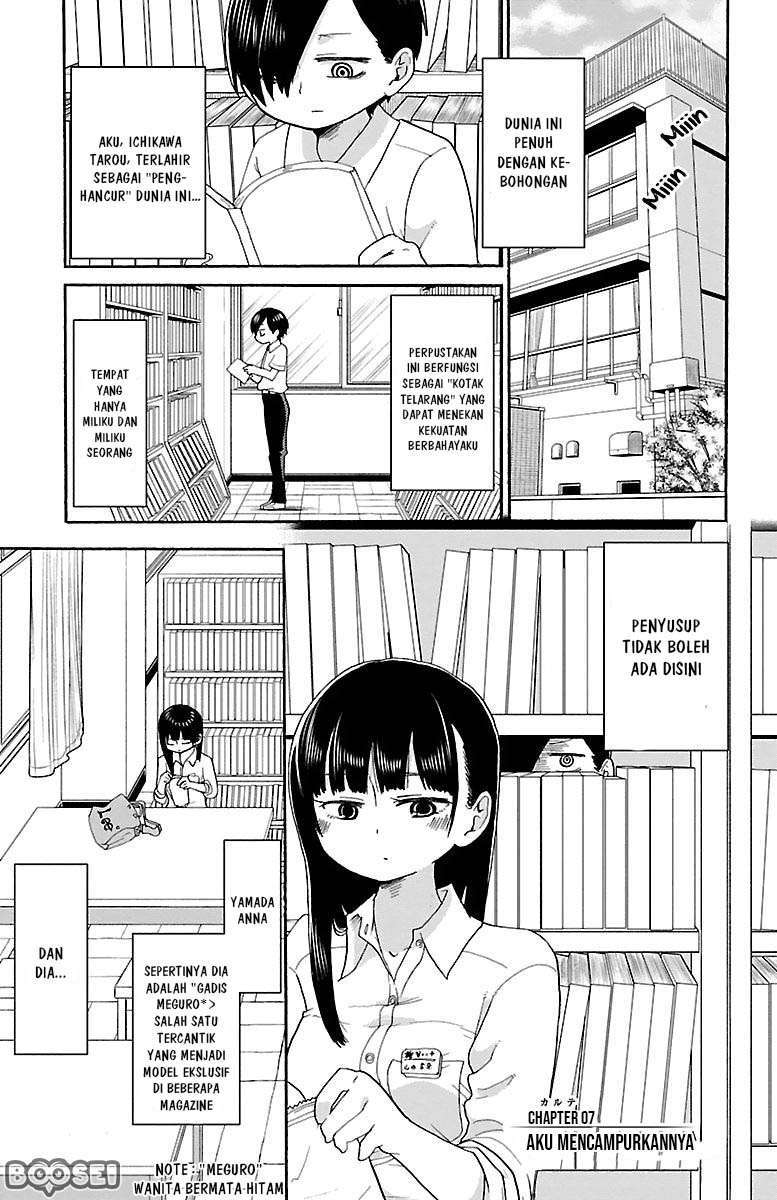 DUNIA INI
PENUH
DENGAN KE-
BOHONGAN
Miiin
Miiin
AKU, ICHIKAWA
TAROU, TERLAHIR
SEBAGAI "PENG-
HANCUR" DUNIA INI...
PERPUSTAKAN
INI BERFUNGSI
SEBAGAI "KOTAK
TELARANG" YANG
DAPAT MENEKAN
KEKUATAN
BERBAHAYAKU
TEMPAT
YANG
HANYA
MILIKU DAN
MILIKU
SEORANG
PENYUSUP
TIDAK BOLEH
ADA DISINI
YAMADA
ANNA
SEPERTINYA DIA
ADALAH "GADIS
MEGURO*>
SALAH SATU
TERCANTIK
YANG MENJADI
MODEL EKSLUSIF
DI BEBERAPA
MAGAZINE
DAN
DIA...
カルテ
CHAPTER 07
AKU MENCAMPURKANNYA
NOTE : "MEGURO"
WANITA BERMATA HITAM
BOOSEI